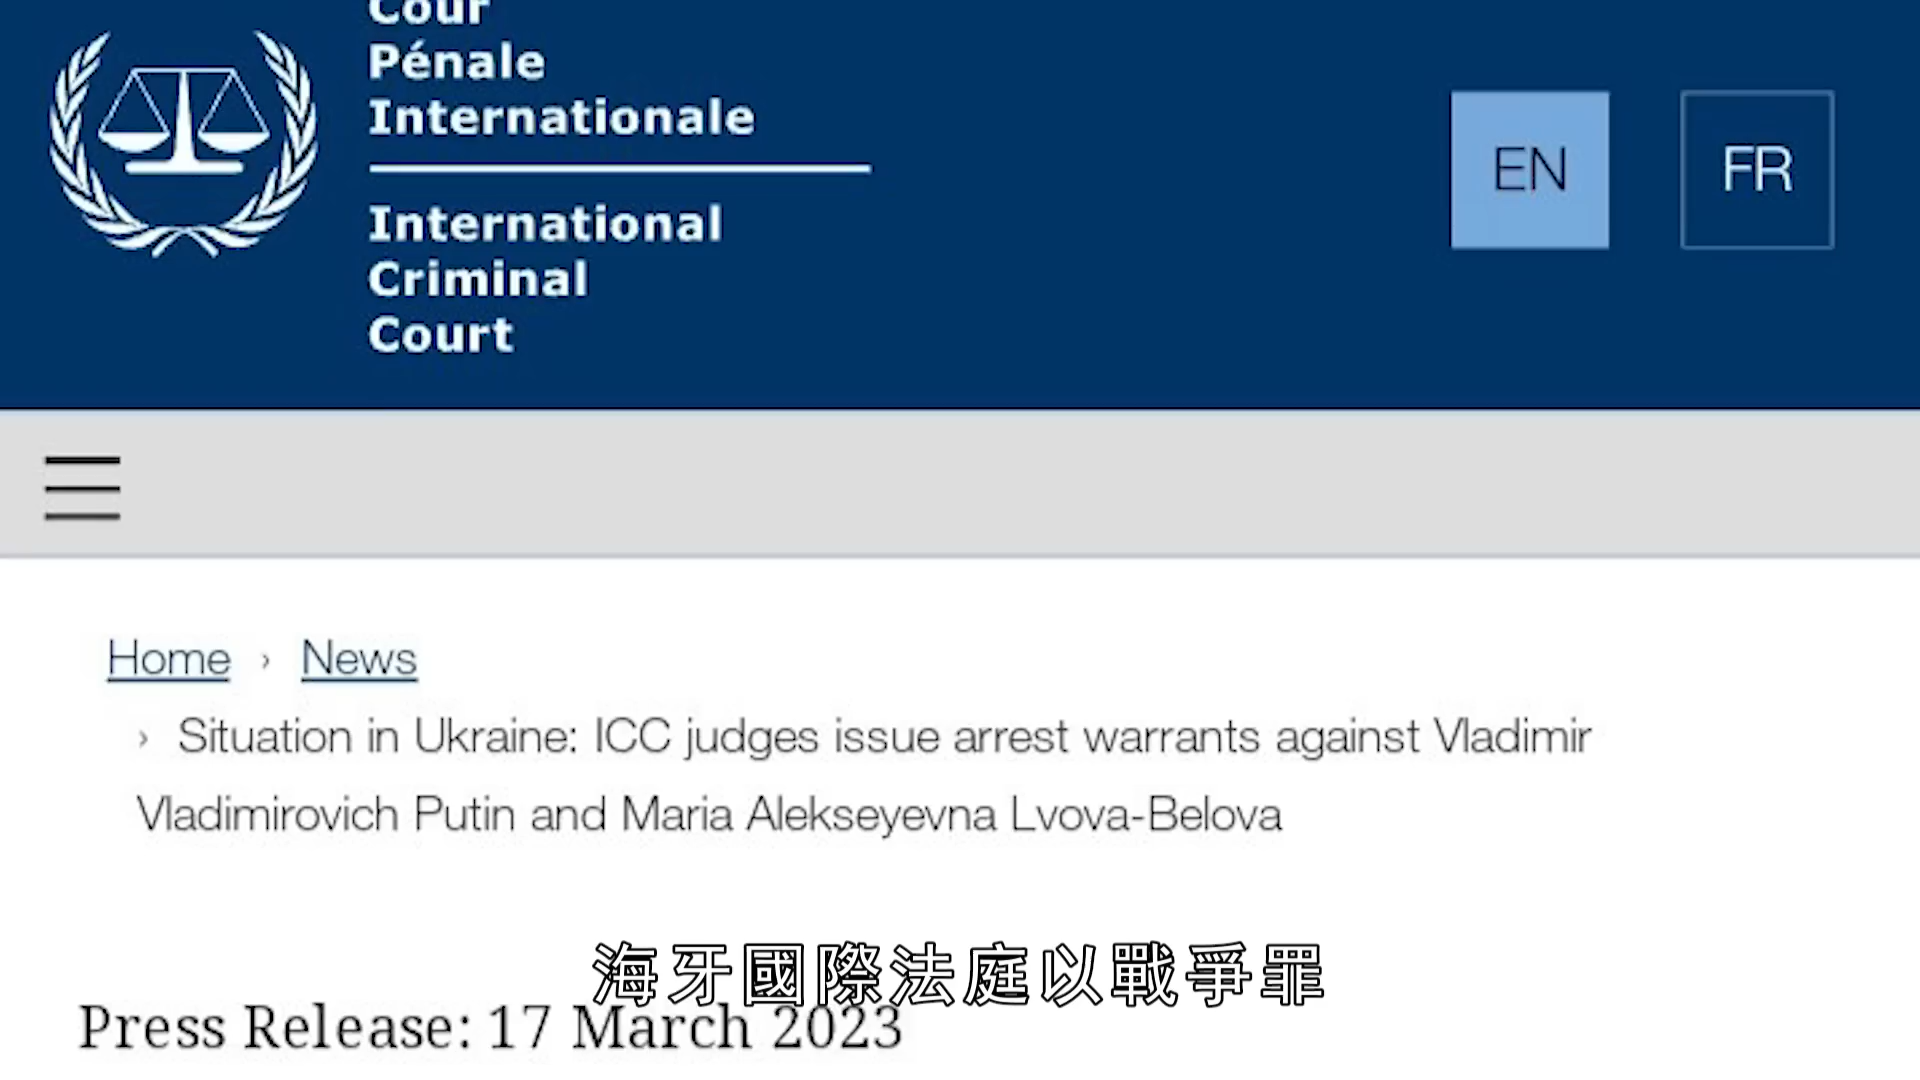 Cour
Pénale
Internationale
International
Criminal
Court
EN
FR
Home › News
› Situation in Ukraine: ICC judges issue arrest warrants against Vladimir
Vladimirovich Putin and Maria Alekseyevna Lvova-Belova
海牙國際法庭以戰爭罪
Press Release: 17 March 2023